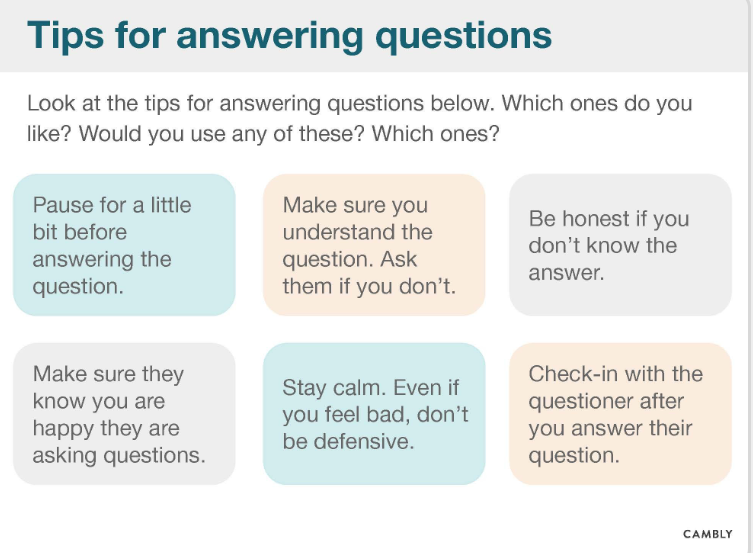 Tips for answering questions
Look at the tips for answering questions below. Which ones do you
like? Would you use any of these? Which ones?
Pause for a little
bit before
answering the
question.
Make sure you
understand the
question. Ask
them if you don’t.
Be honest if you
don’t know the
answer.
Make sure they
know you are
happy they are
asking questions.
Stay calm. Even if
you feel bad, don’t
be defensive.
Check-in with the
questioner after
you answer their
question.
CAMBLY